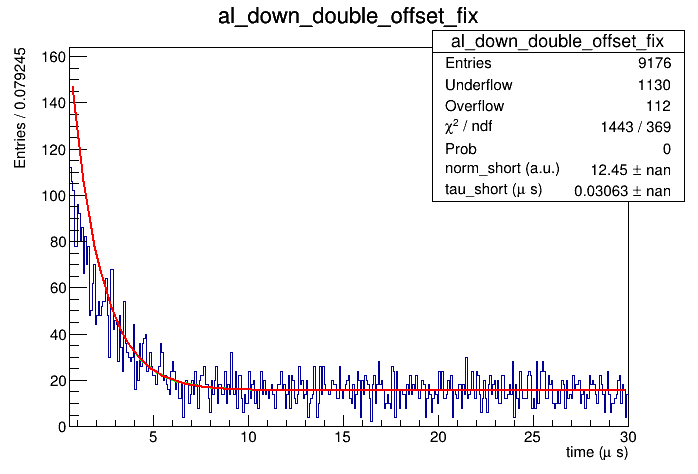 al_down_double_offset_fix
al_down_double_offset_fix
Entries 9176
Underflow 1130
Overflow 112
χ² / ndf 1443 / 369
Prob 0
norm_short (a.u.) 12.45 ± nan
tau_short (μ s) 0.03063 ± nan
Entries / 0.079245
160
140
120
100
80
60
40
20
0
5 10 15 20 25 30
time (μ s)